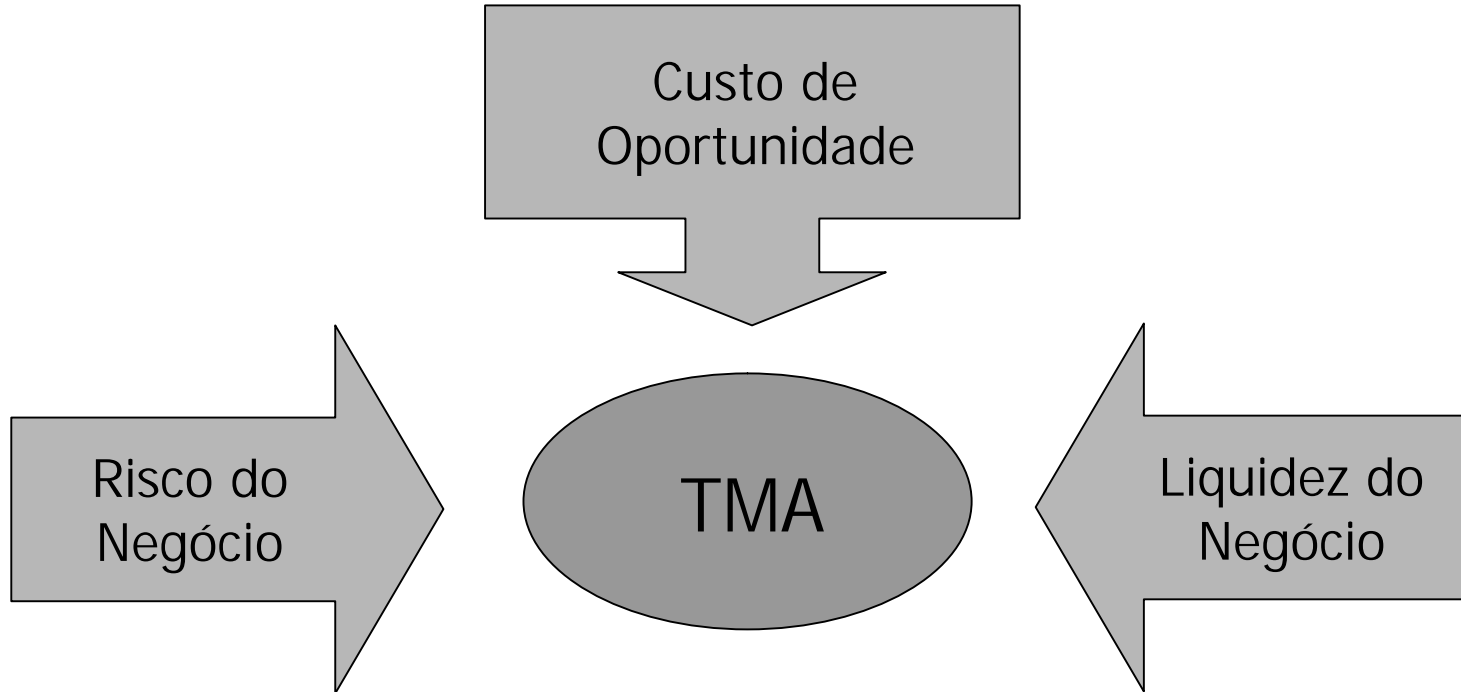 Custo de
Oportunidade
Risco do
Negócio
TMA
Liquidez do
Negócio